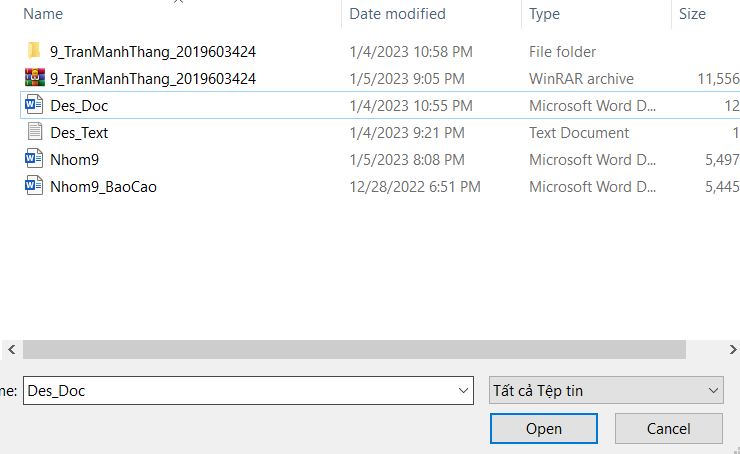 Name Date modified Type Size
9_TranManhThang_2019603424 1/4/2023 10:58 PM File folder
9_TranManhThang_2019603424 1/5/2023 9:05 PM WinRAR archive 11,556
Des_Doc 1/4/2023 10:55 PM Microsoft Word D... 12
Des_Text 1/4/2023 9:21 PM Text Document 1
Nhom9 1/5/2023 8:08 PM Microsoft Word D... 5,497
Nhom9_BaoCao 12/28/2022 6:51 PM Microsoft Word D... 5,445
me: Des_Doc Tất cả Tệp tin
Open Cancel